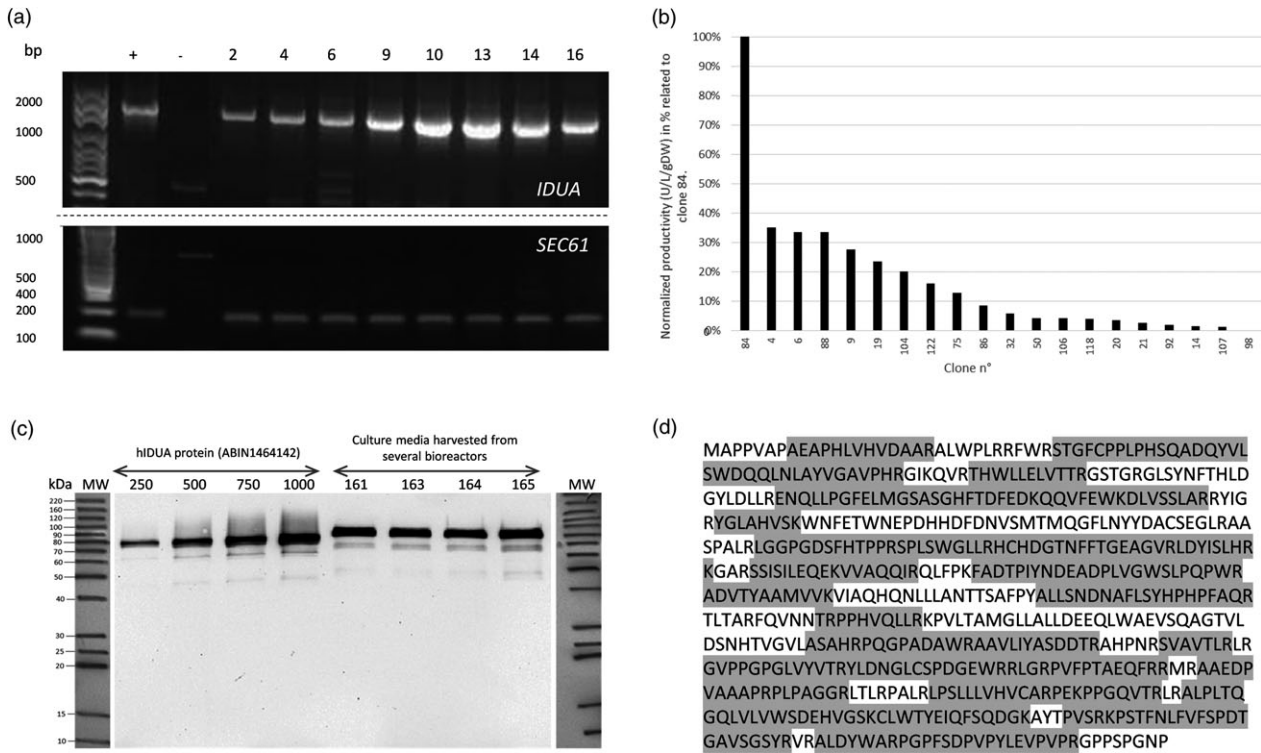 (a)
bp + - 2 4 6 9 10 13 14 16
2000
1000
500
IDUA
1000
500
400
200
100
SEC61
(b)
Normalized productivity (U/L/gDW) in % related to
clone 84.
100%
90%
80%
70%
60%
50%
40%
30%
20%
10%
0%
84 4 6 88 9 19 104 122 75 86 32 50 106 118 20 21 92 14 107 98
Clone n°
(c)
hIDUA protein (ABIN1464142)
Culture media harvested from
several bioreactors
kDa MW 250 500 750 1000 161 163 164 165 MW
220
160
120
100
90
80
70
60
50
40
30
25
20
15
10
(d)
MAPPVAPAEAPHLVHVDAARALWPLRRFWRSTGFCPPLPHSQADQYVL
SWDQQLNLAYVGAVPHRGIKQVRTHWLLELVTTRGSTGRGLSYNFTHLD
GYLDLLRENQLLPGFELMGSASGHFTDFEDKQQVFEWKDLVSSLARRYIG
RYGLAHVSKWNFETWNEPDHHDFDNVSMTMQGFLNYYDACSEGLRAA
SPALRLGGPGDSFHTPPRSPLSWGLLRHCHDGTNFFTGEAGVRLDYISLHR
KGARSSISILEQEKVVAQQIRQLFPKFADTPIYNDEADPLVGWSLPQPWR
ADVTYAAMVVKVIAQHQNLLLANTTSAFPYALLSNDNAFLSYHPHPFAQR
TLTARFQVNNTRPPHVQLLRKPVLTAMGLLALLDEEQLWAEVSQAGTVL
DSNHTVGVLASAHRPQGPADAWRAAVLIYASDDTRAHPNRSVAVTLRLR
GVPPGPGLVYVTRYLDNGLCSPDGEWRRLGRPVFPTAEQFRRMRAAEDP
VAAAPRPLPAGGRLTLRPALRLPSLLLVHVCARPEKPPGQVTRLRALPLTQ
GQLVLVWSDEHVGSKCLWTYEIQFSQDGKAYTPVSRKPSTFNLFVFSPDT
GAVSGSYRVRALDYWARPGPFSDPVPYLEVPVPRGPPSPGNP